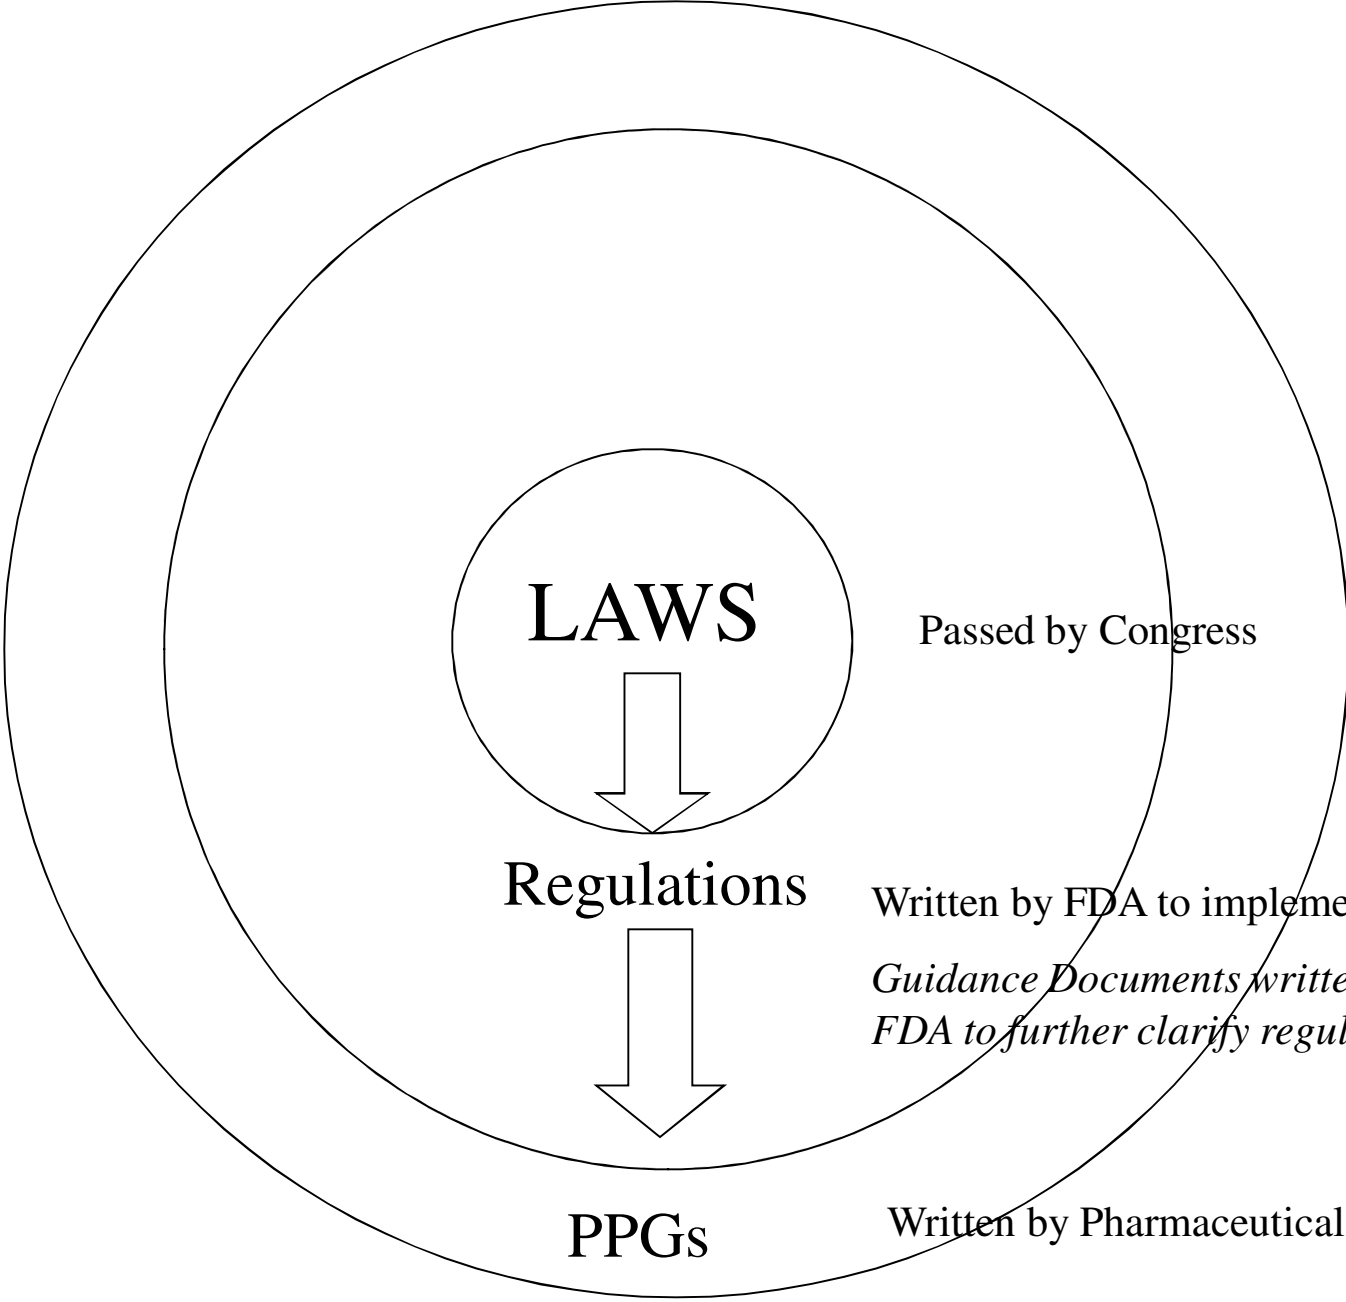 LAWS
Passed by Congress
Regulations
Written by FDA to impleme
Guidance Documents writte
FDA to further clarify regul
PPGs
Written by Pharmaceutical